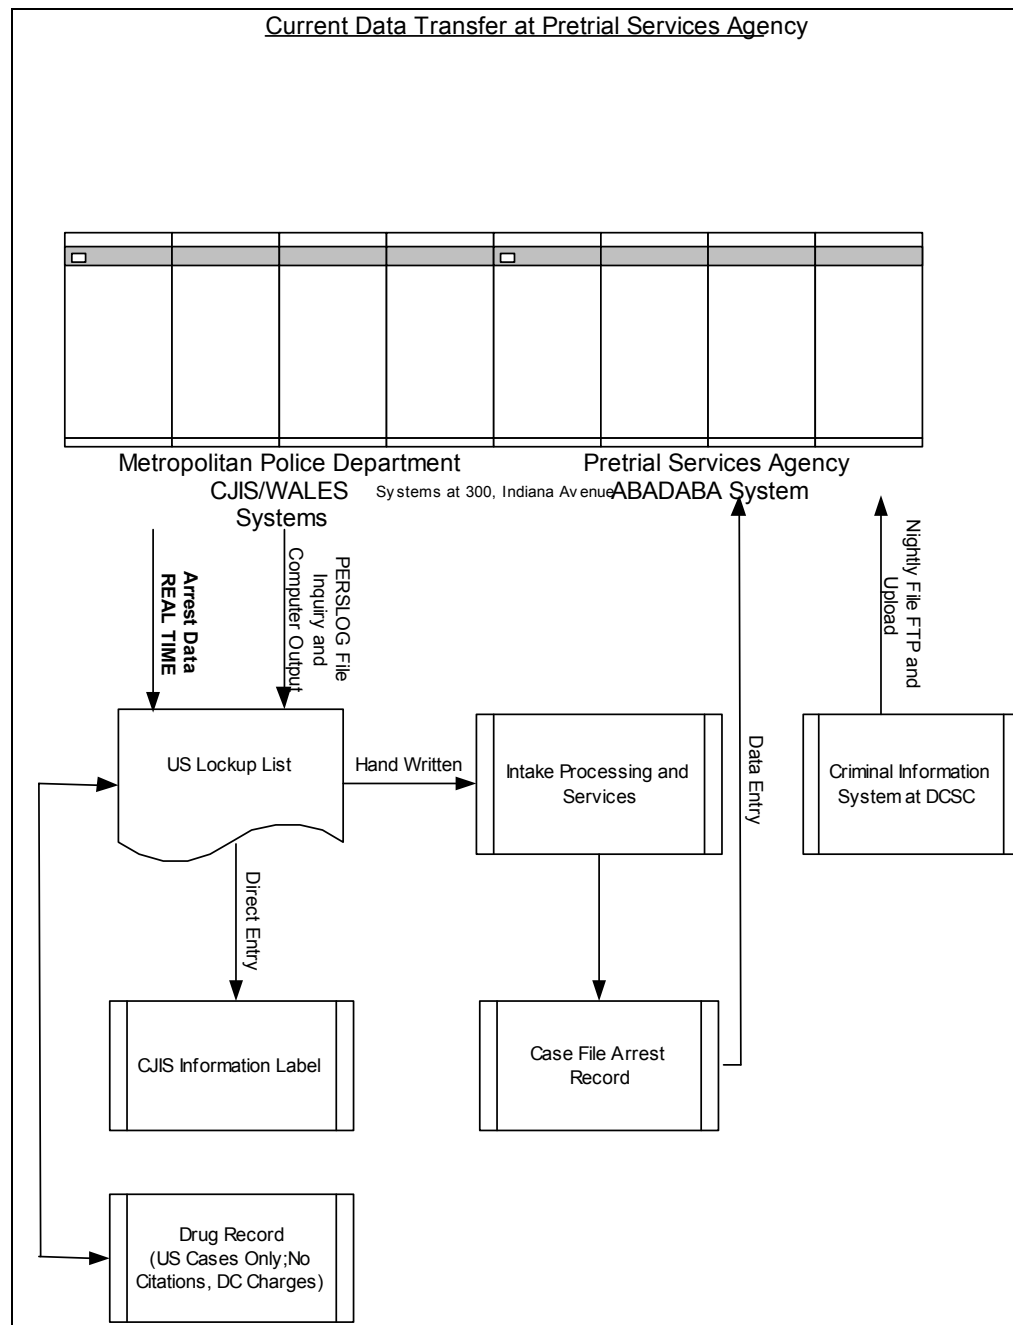 Current Data Transfer at Pretrial Services Agency
Metropolitan Police Department
CJIS/WALES
Systems
Systems at 300, Indiana Avenue
Pretrial Services Agency
ABADABA System
Arrest Data
REAL TIME
PERSLOG File
Inquiry and
Computer Output
Nightly File FTP and
Upload
US Lockup List
Hand Written
Intake Processing and
Services
Data Entry
Criminal Information
System at DCSC
Direct Entry
CJIS Information Label
Case File Arrest
Record
Drug Record
(US Cases Only;No
Citations, DC Charges)